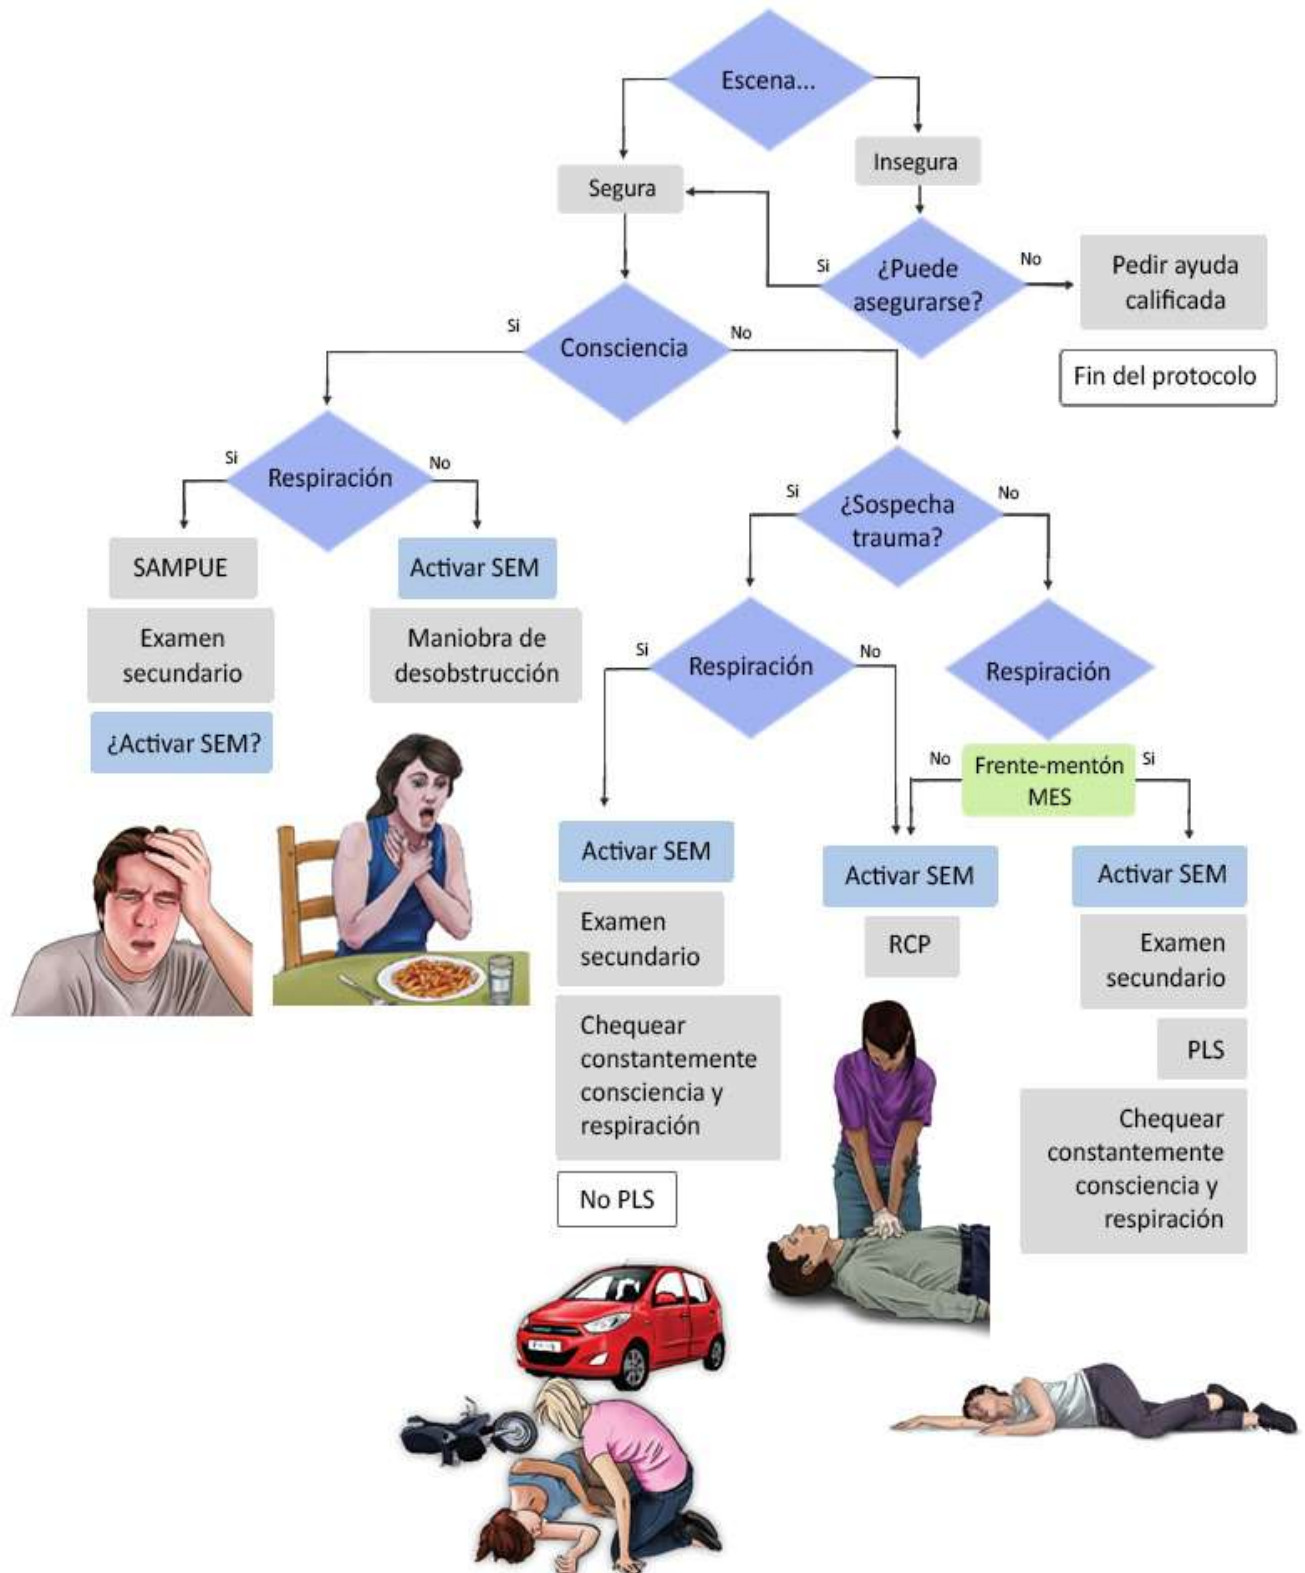 Escena...
Segura
Insegura
¿Puede
asegurarse?
Si
No
Pedir ayuda
calificada
Fin del protocolo
Consciencia
Si
No
Respiración
Si
No
SAMPUE
Examen
secundario
¿Activar SEM?
Activar SEM
Maniobra de
desobstrucción
¿Sospecha
trauma?
Si
No
Respiración
Si
No
Respiración
Frente-mentón
MES
No
Si
Activar SEM
Examen
secundario
Chequear
constantemente
consciencia y
respiración
No PLS
Activar SEM
RCP
Activar SEM
Examen
secundario
PLS
Chequear
constantemente
consciencia y
respiración